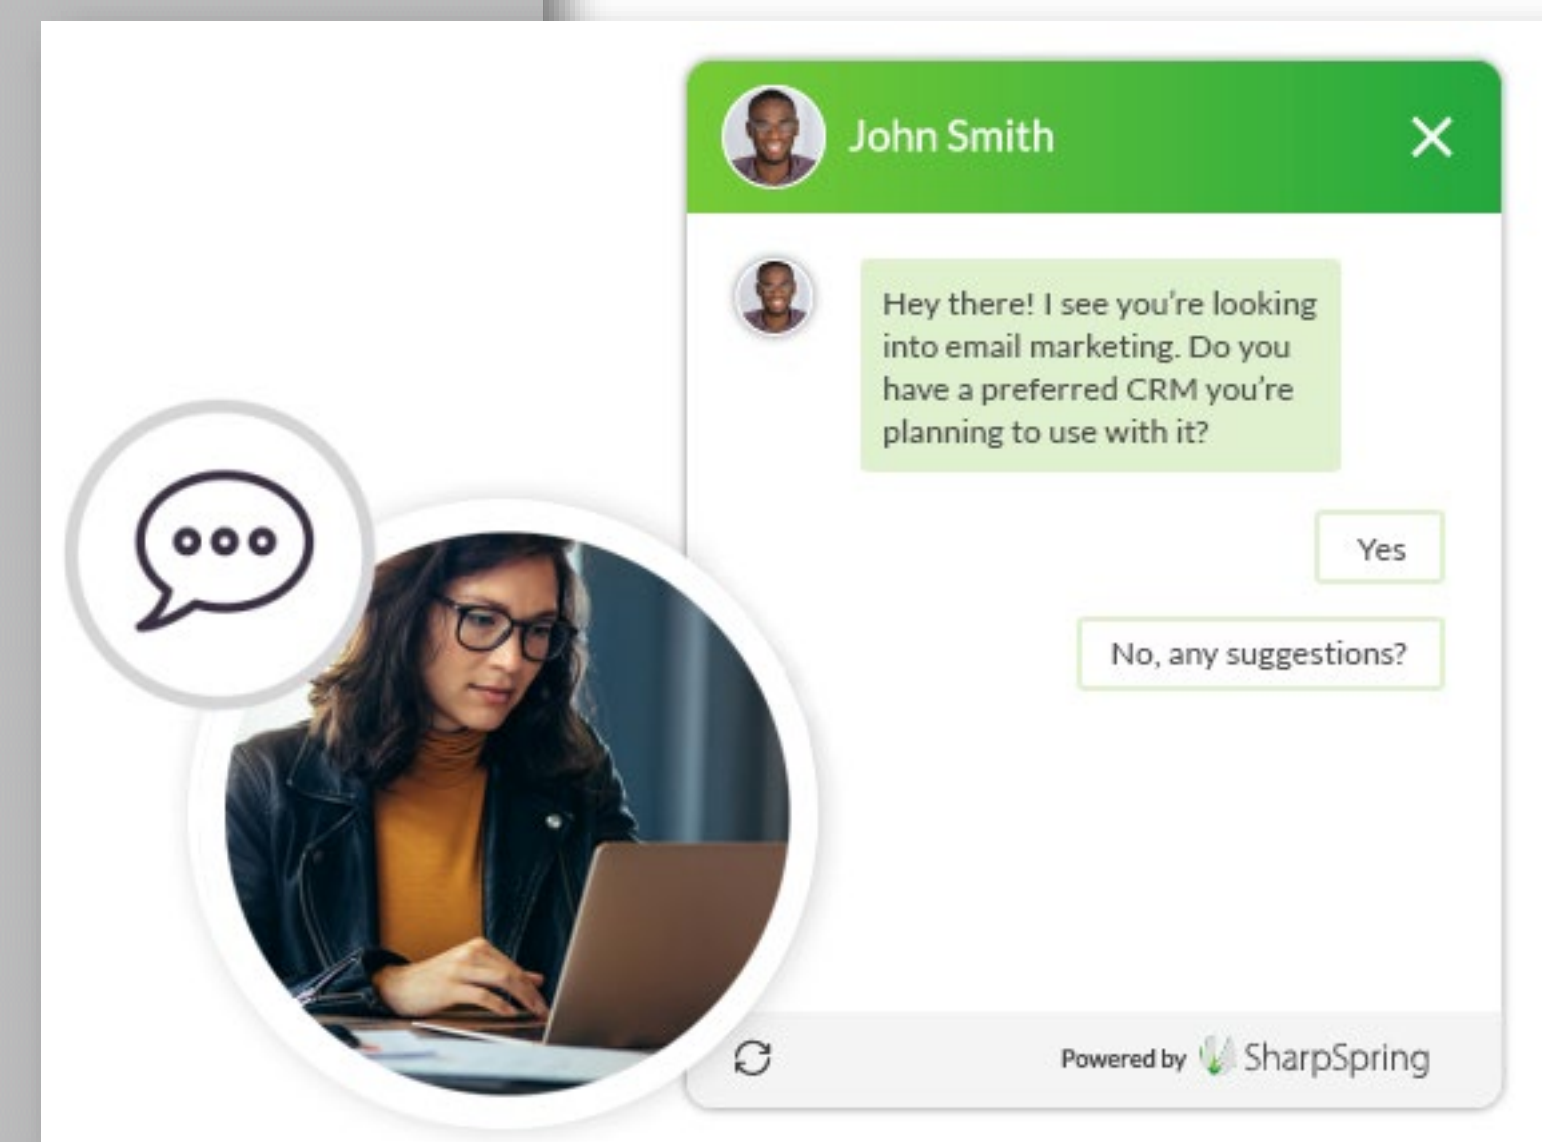 John Smith
Hey there! I see you’re looking
into email marketing. Do you
have a preferred CRM you’re
planning to use with it?
Yes
No, any suggestions?
Powered by SharpSpring